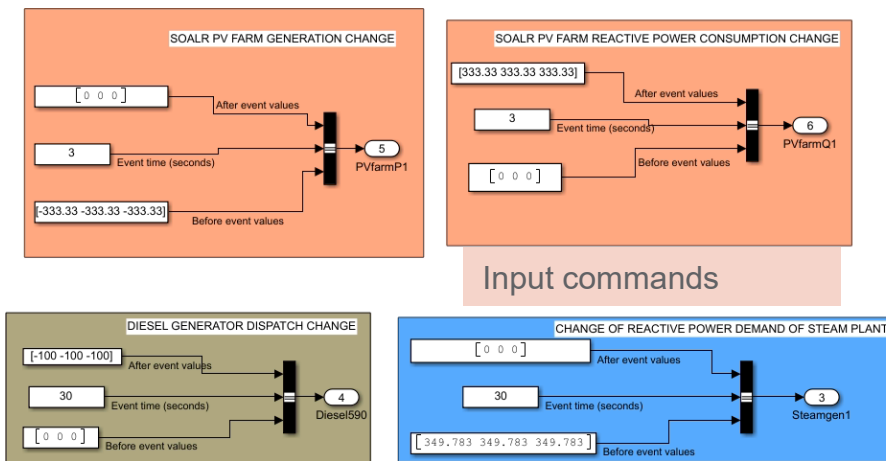 SOALR PV FARM GENERATION CHANGE
[0 0 0]
After event values
3
Event time (seconds)
5
PVfarmP1
[-333.33 -333.33 -333.33]
Before event values
SOALR PV FARM REACTIVE POWER CONSUMPTION CHANGE
[333.33 333.33 333.33]
After event values
3
Event time (seconds)
6
PVfarmQ1
[0 0 0]
Before event values
Input commands
DIESEL GENERATOR DISPATCH CHANGE
[-100 -100 -100]
After event values
30
Event time (seconds)
4
Diesel590
[0 0 0]
Before event values
CHANGE OF REACTIVE POWER DEMAND OF STEAM PLANT
[0 0 0]
After event values
30
Event time (seconds)
3
Steamgen1
[349.783 349.783 349.783]
Before event values